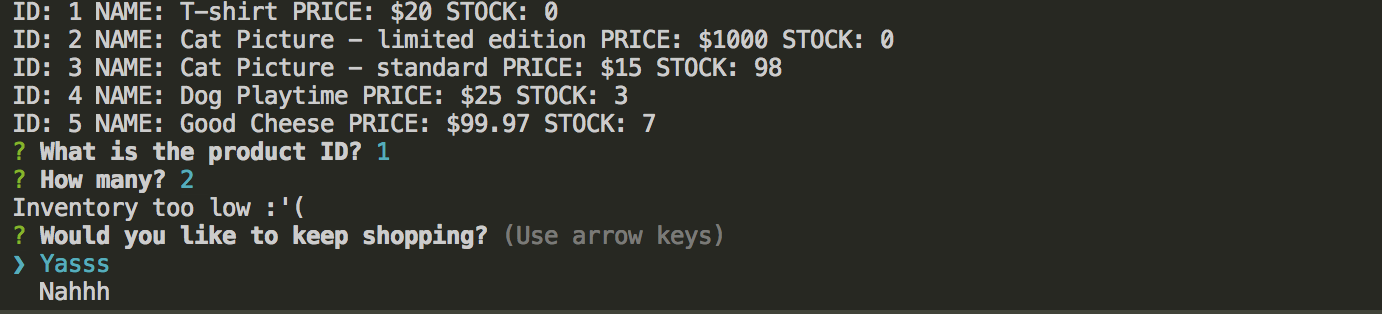 ID: 1 NAME: T-shirt PRICE: $20 STOCK: 0
ID: 2 NAME: Cat Picture - limited edition PRICE: $1000 STOCK: 0
ID: 3 NAME: Cat Picture - standard PRICE: $15 STOCK: 98
ID: 4 NAME: Dog Playtime PRICE: $25 STOCK: 3
ID: 5 NAME: Good Cheese PRICE: $99.97 STOCK: 7
? What is the product ID? 1
? How many? 2
Inventory too low :'(
? Would you like to keep shopping? (Use arrow keys)
❯ Yasss
Nahhh